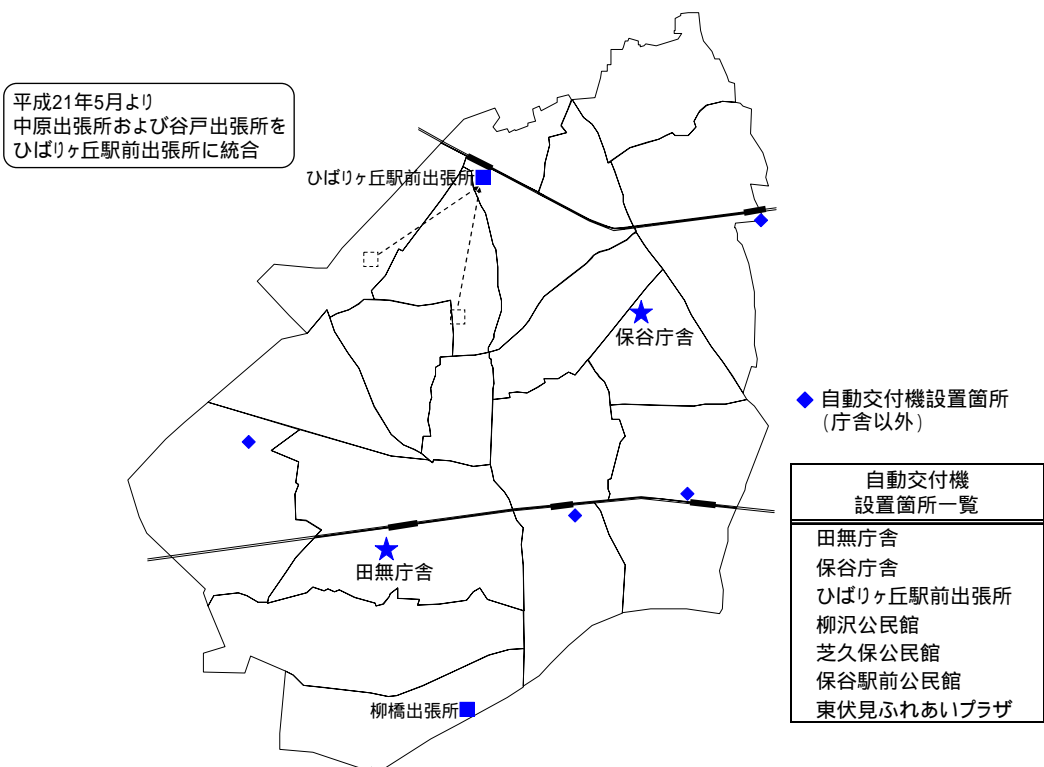 平成21年5月より
中原出張所および谷戸出張所を
ひばりヶ丘駅前出張所に統合
ひばりヶ丘駅前出張所
保谷庁舎
自動交付機設置箇所
(庁舎以外)
自動交付機
設置箇所一覧
田無庁舎
保谷庁舎
ひばりヶ丘駅前出張所
柳沢公民館
芝久保公民館
保谷駅前公民館
東伏見ふれあいプラザ
田無庁舎
柳橋出張所